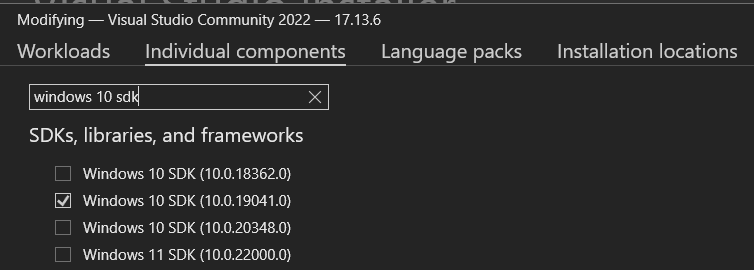 Modifying — Visual Studio Community 2022 — 17.13.6
Workloads Individual components Language packs Installation locations
windows 10 sdk
SDKs, libraries, and frameworks
Windows 10 SDK (10.0.18362.0)
Windows 10 SDK (10.0.19041.0)
Windows 10 SDK (10.0.20348.0)
Windows 11 SDK (10.0.22000.0)